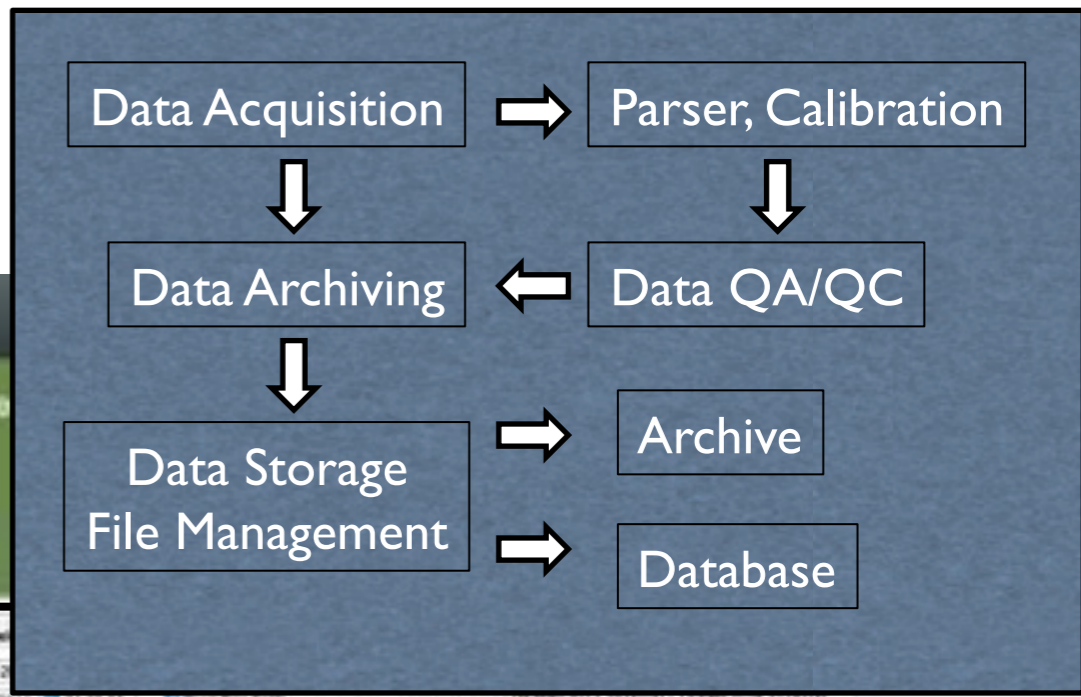 Data Acquisition
Parser, Calibration
Data Archiving
Data QA/QC
Data Storage
File Management
Archive
Database